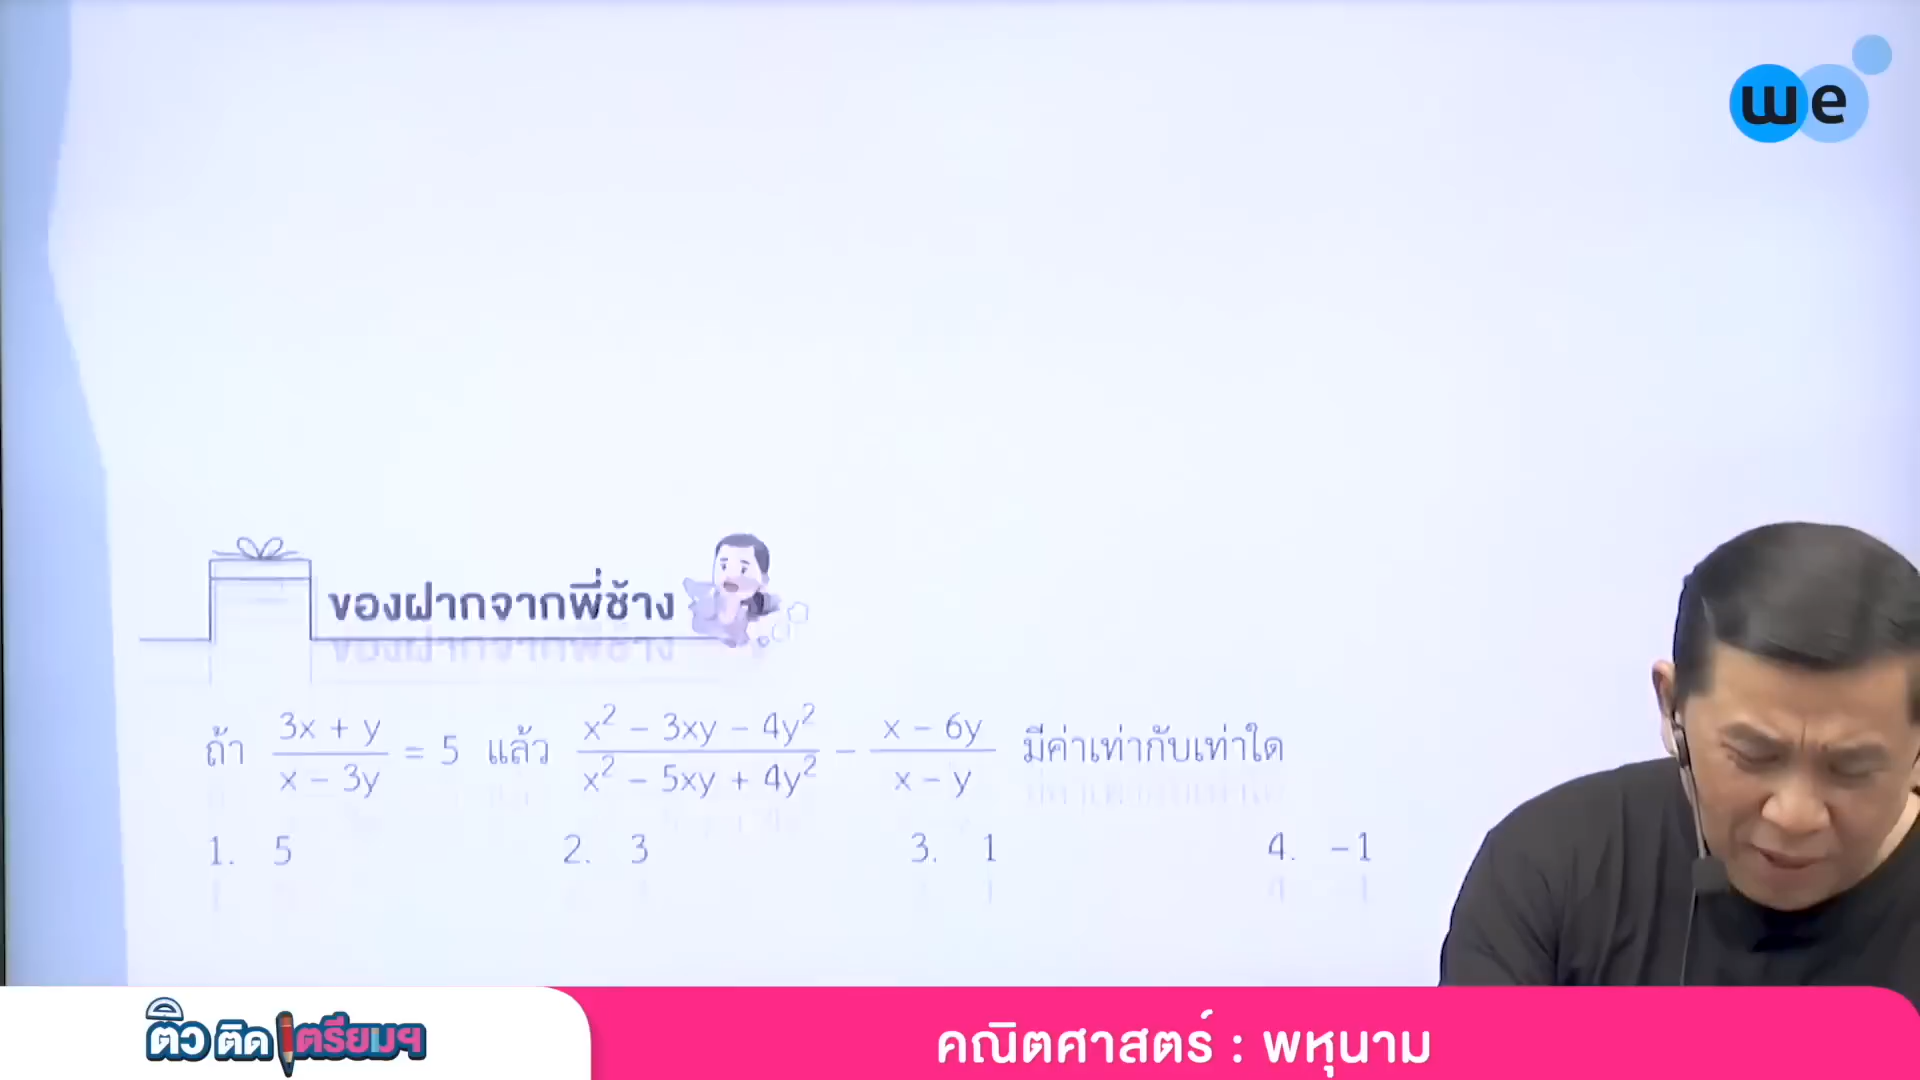 we
ของฝากจากพี่ช้าง
ถ้า (3x + y)/(x − 3y) = 5 แล้ว (x² − 3xy − 4y²)/(x² − 5xy + 4y²) − (x − 6y)/(x − y) มีค่าเท่ากับเท่าใด
1. 5 2. 3 3. 1 4. −1
ติว ติด เตรียมฯ
คณิตศาสตร์ : พหุนาม